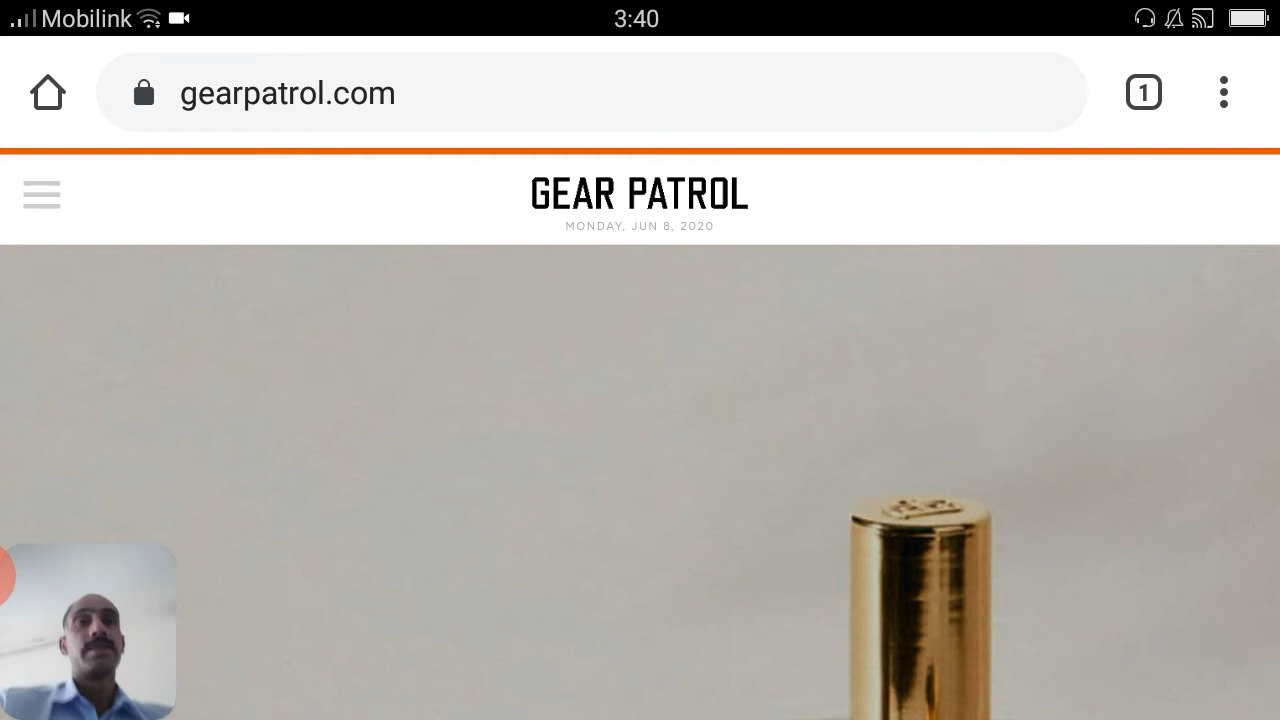 Mobilink 3:40
gearpatrol.com 1
GEAR PATROL
MONDAY, JUN 8, 2020